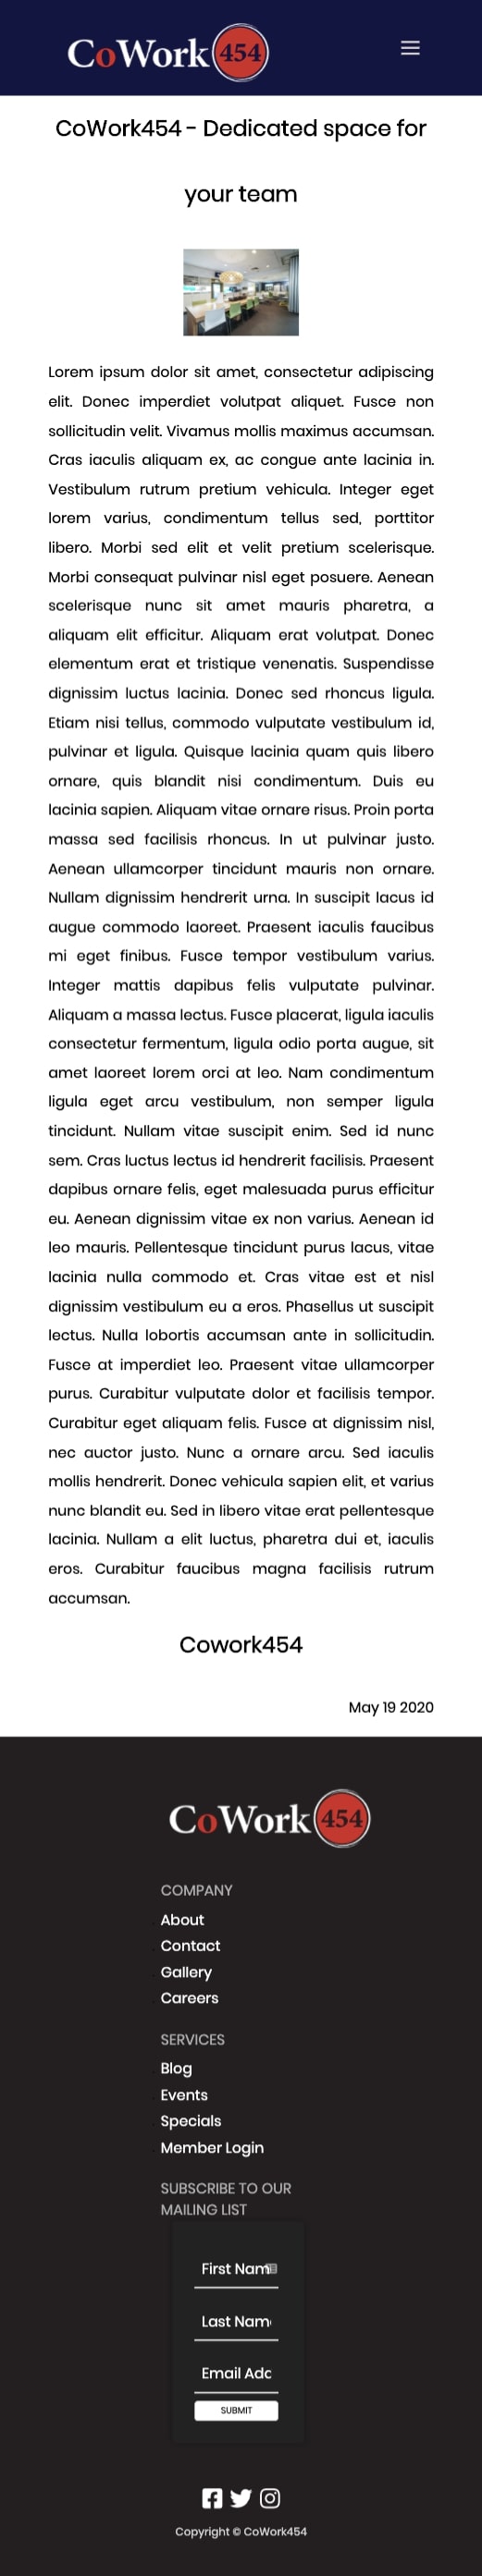 CoWork 454
CoWork454 - Dedicated space for
your team
Lorem ipsum dolor sit amet, consectetur adipiscing
elit. Donec imperdiet volutpat aliquet. Fusce non
sollicitudin velit. Vivamus mollis maximus accumsan.
Cras iaculis aliquam ex, ac congue ante lacinia in.
Vestibulum rutrum pretium vehicula. Integer eget
lorem varius, condimentum tellus sed, porttitor
libero. Morbi sed elit et velit pretium scelerisque.
Morbi consequat pulvinar nisl eget posuere. Aenean
scelerisque nunc sit amet mauris pharetra, a
aliquam elit efficitur. Aliquam erat volutpat. Donec
elementum erat et tristique venenatis. Suspendisse
dignissim luctus lacinia. Donec sed rhoncus ligula.
Etiam nisi tellus, commodo vulputate vestibulum id,
pulvinar et ligula. Quisque lacinia quam quis libero
ornare, quis blandit nisi condimentum. Duis eu
lacinia sapien. Aliquam vitae ornare risus. Proin porta
massa sed facilisis rhoncus. In ut pulvinar justo.
Aenean ullamcorper tincidunt mauris non ornare.
Nullam dignissim hendrerit urna. In suscipit lacus id
augue commodo laoreet. Praesent iaculis faucibus
mi eget finibus. Fusce tempor vestibulum varius.
Integer mattis dapibus felis vulputate pulvinar.
Aliquam a massa lectus. Fusce placerat, ligula iaculis
consectetur fermentum, ligula odio porta augue, sit
amet laoreet lorem orci at leo. Nam condimentum
ligula eget arcu vestibulum, non semper ligula
tincidunt. Nullam vitae suscipit enim. Sed id nunc
sem. Cras luctus lectus id hendrerit facilisis. Praesent
dapibus ornare felis, eget malesuada purus efficitur
eu. Aenean dignissim vitae ex non varius. Aenean id
leo mauris. Pellentesque tincidunt purus lacus, vitae
lacinia nulla commodo et. Cras vitae est et nisl
dignissim vestibulum eu a eros. Phasellus ut suscipit
lectus. Nulla lobortis accumsan ante in sollicitudin.
Fusce at imperdiet leo. Praesent vitae ullamcorper
purus. Curabitur vulputate dolor et facilisis tempor.
Curabitur eget aliquam felis. Fusce at dignissim nisl,
nec auctor justo. Nunc a ornare arcu. Sed iaculis
mollis hendrerit. Donec vehicula sapien elit, et varius
nunc blandit eu. Sed in libero vitae erat pellentesque
lacinia. Nullam a elit luctus, pharetra dui et, iaculis
eros. Curabitur faucibus magna facilisis rutrum
accumsan.
Cowork454
May 19 2020
CoWork 454
COMPANY
About
Contact
Gallery
Careers
SERVICES
Blog
Events
Specials
Member Login
SUBSCRIBE TO OUR
MAILING LIST
First Nam
Last Nam
Email Adc
SUBMIT
Copyright © CoWork454